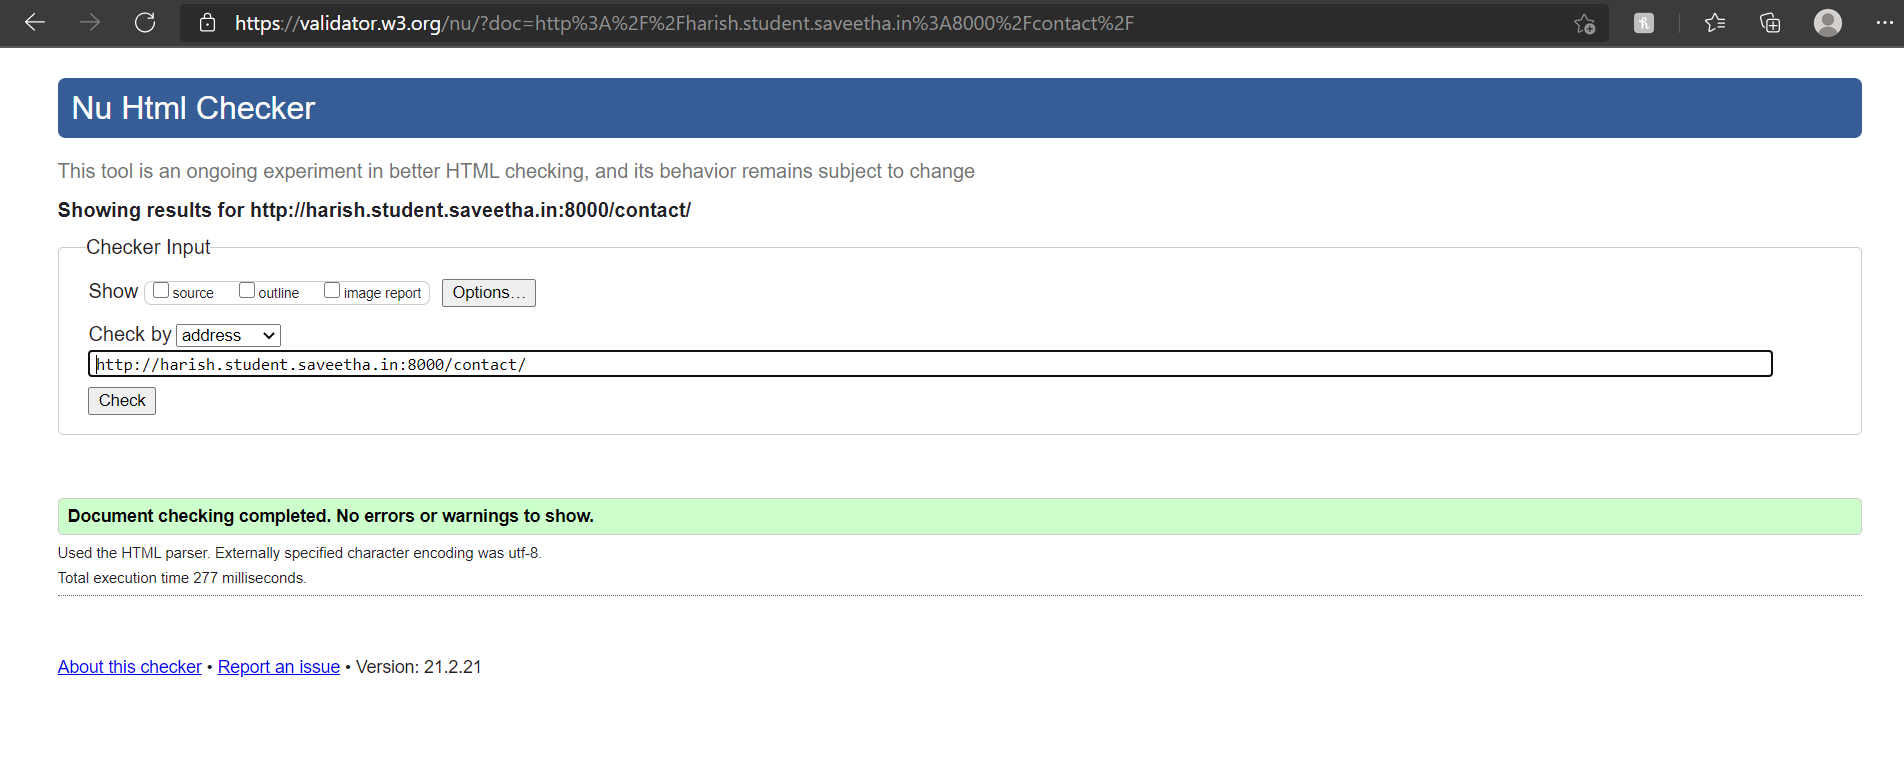 https://validator.w3.org/nu/?doc=http%3A%2F%2Fharish.student.saveetha.in%3A8000%2Fcontact%2F
Nu Html Checker
This tool is an ongoing experiment in better HTML checking, and its behavior remains subject to change
Showing results for http://harish.student.saveetha.in:8000/contact/
Checker Input
Show source outline image report Options...
Check by address
http://harish.student.saveetha.in:8000/contact/
Check
Document checking completed. No errors or warnings to show.
Used the HTML parser. Externally specified character encoding was utf-8.
Total execution time 277 milliseconds.
About this checker • Report an issue • Version: 21.2.21